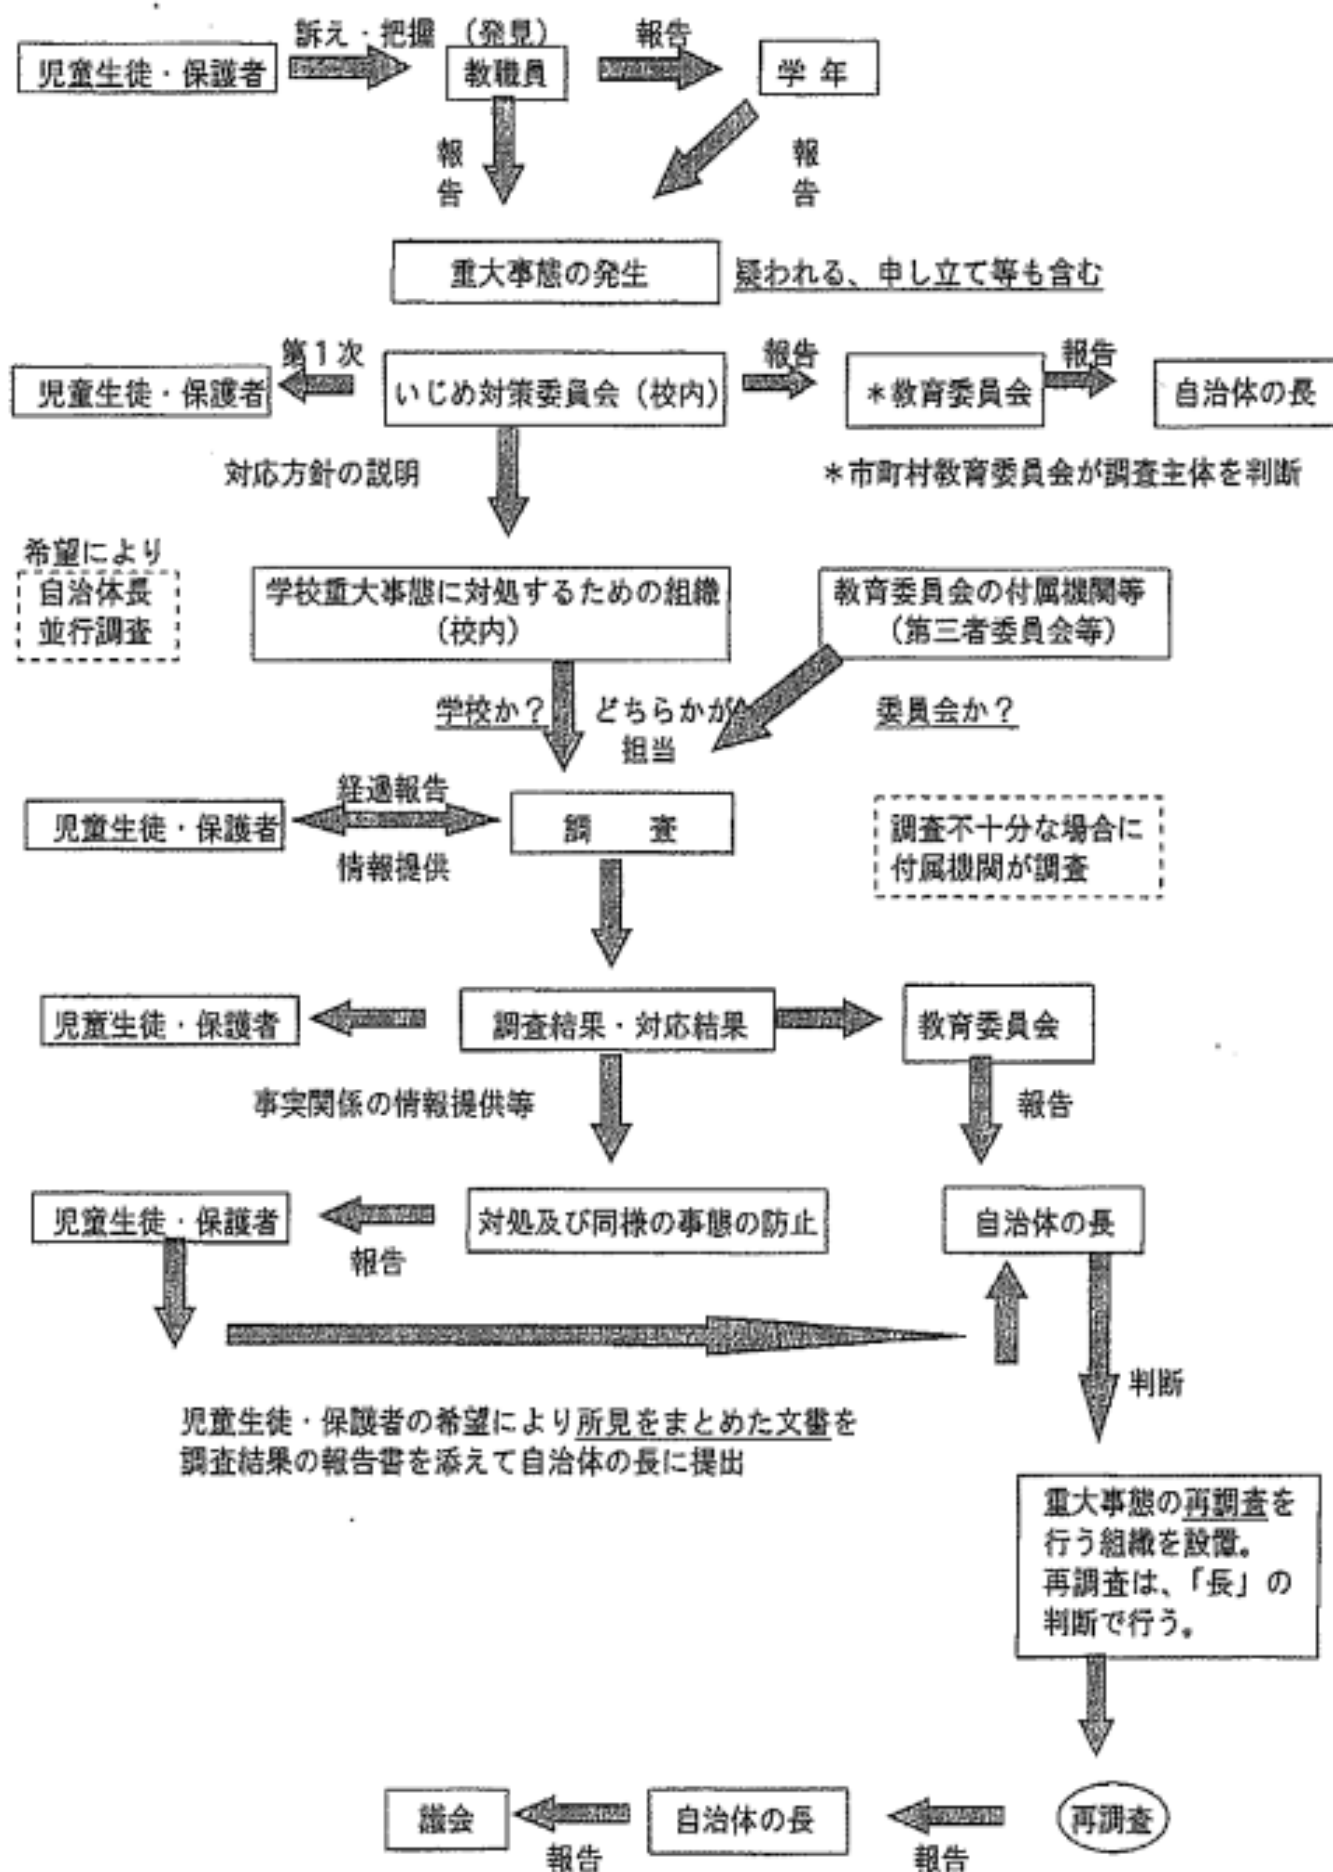 訴え・把握 (発見)
報告
児童生徒・保護者
教職員
学 年
報告
報告
重大事態の発生
疑われる、申し立て等も含む
第1次
報告
報告
児童生徒・保護者
いじめ対策委員会(校内)
＊教育委員会
自治体の長
対応方針の説明
＊市町村教育委員会が調査主体を判断
希望により
自治体長
並行調査
学校重大事態に対処するための組織
(校内)
教育委員会の付属機関等
(第三者委員会等)
学校か?
どちらかが
担当
委員会か?
経過報告
児童生徒・保護者
調 査
情報提供
調査不十分な場合に
付属機関が調査
児童生徒・保護者
調査結果・対応結果
教育委員会
事実関係の情報提供等
報告
児童生徒・保護者
対処及び同様の事態の防止
自治体の長
報告
判断
児童生徒・保護者の希望により所見をまとめた文書を
調査結果の報告書を添えて自治体の長に提出
重大事態の再調査を
行う組織を設置。
再調査は、「長」の
判断で行う。
議会
自治体の長
再調査
報告
報告